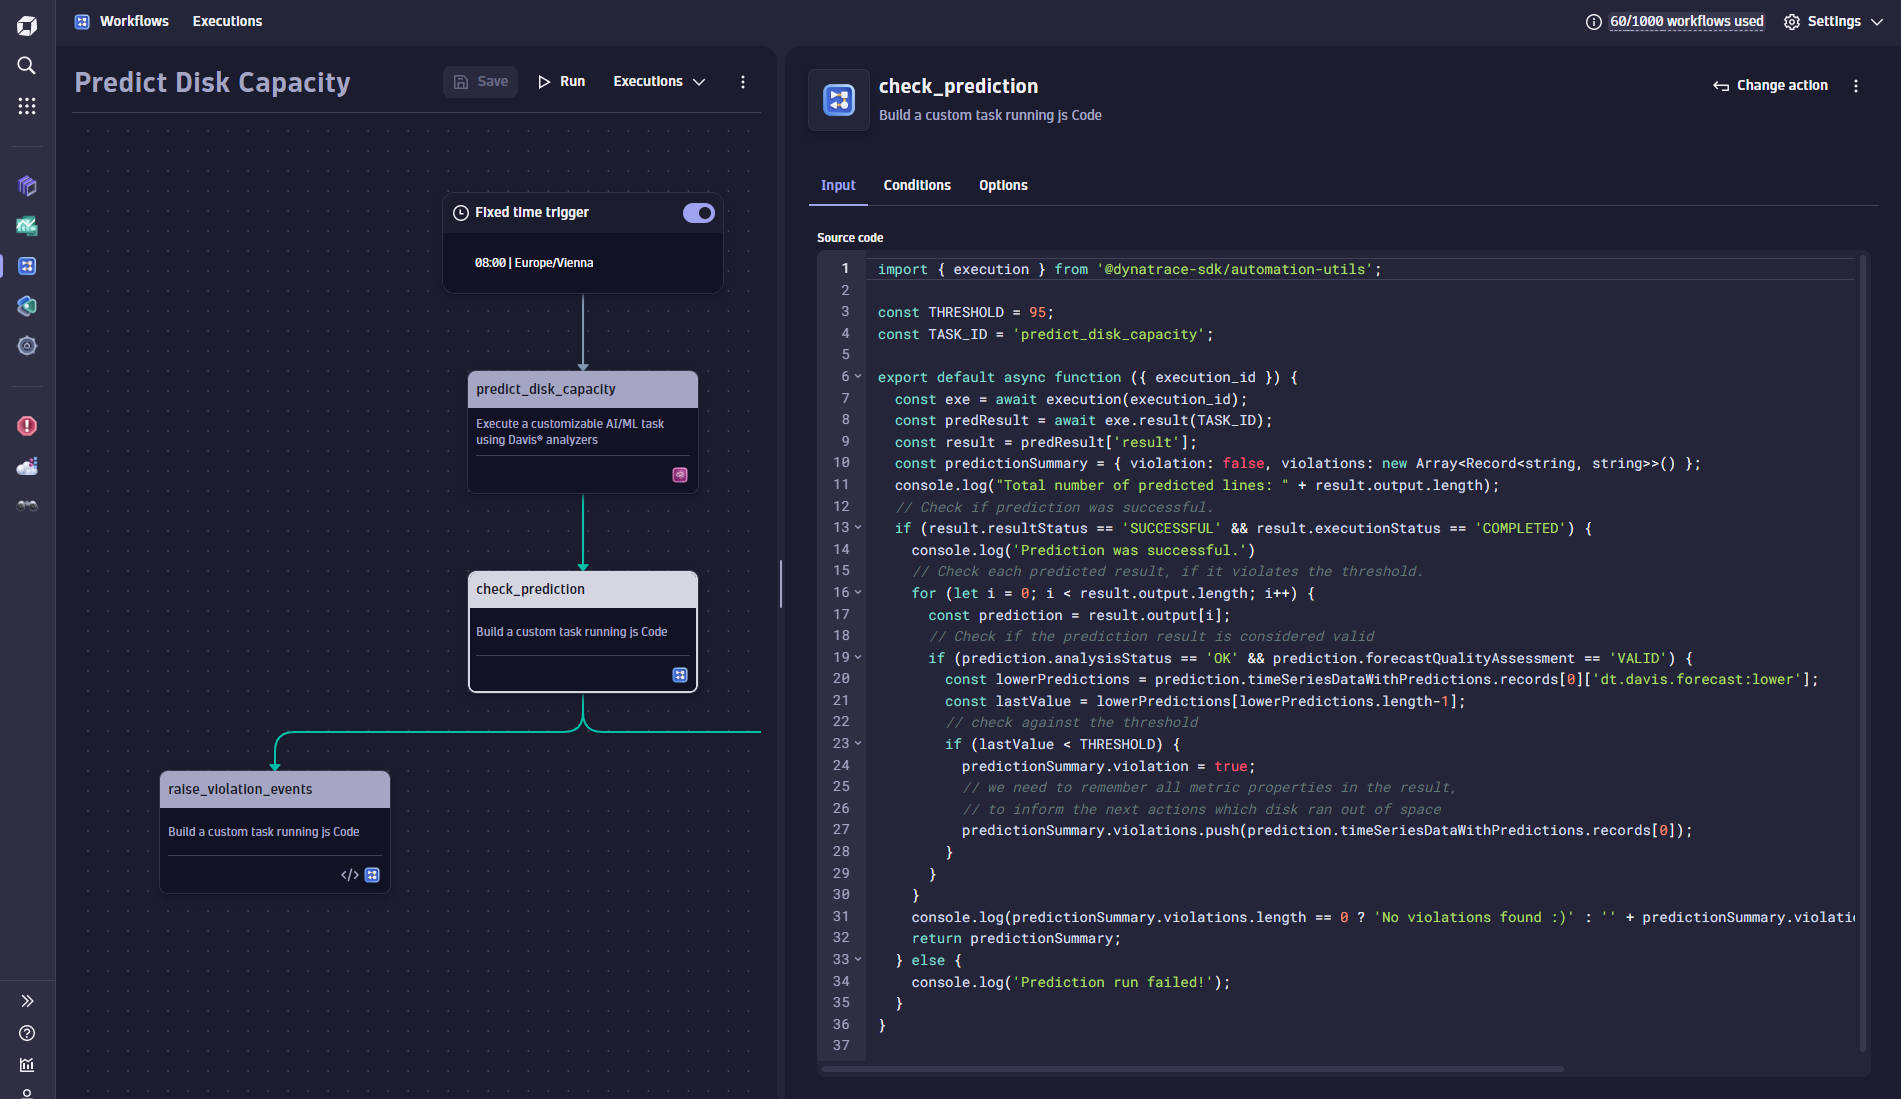 Workflows Executions
60/1000 workflows used Settings
Predict Disk Capacity
Save Run Executions
Fixed time trigger
08:00 | Europe/Vienna
predict_disk_capacity
Execute a customizable AI/ML task
using Davis® analyzers
check_prediction
Build a custom task running js Code
raise_violation_events
Build a custom task running js Code
</>
check_prediction
Build a custom task running js Code
Change action
Input Conditions Options
Source code
1 import { execution } from '@dynatrace-sdk/automation-utils';
2
3 const THRESHOLD = 95;
4 const TASK_ID = 'predict_disk_capacity';
5
6 export default async function ({ execution_id }) {
7 const exe = await execution(execution_id);
8 const predResult = await exe.result(TASK_ID);
9 const result = predResult['result'];
10 const predictionSummary = { violation: false, violations: new Array<Record<string, string>>() };
11 console.log("Total number of predicted lines: " + result.output.length);
12 // Check if prediction was successful.
13 if (result.resultStatus == 'SUCCESSFUL' && result.executionStatus == 'COMPLETED') {
14 console.log('Prediction was successful.')
15 // Check each predicted result, if it violates the threshold.
16 for (let i = 0; i < result.output.length; i++) {
17 const prediction = result.output[i];
18 // Check if the prediction result is considered valid
19 if (prediction.analysisStatus == 'OK' && prediction.forecastQualityAssessment == 'VALID') {
20 const lowerPredictions = prediction.timeSeriesDataWithPredictions.records[0]['dt.davis.forecast:lower'];
21 const lastValue = lowerPredictions[lowerPredictions.length-1];
22 // check against the threshold
23 if (lastValue < THRESHOLD) {
24 predictionSummary.violation = true;
25 // we need to remember all metric properties in the result,
26 // to inform the next actions which disk ran out of space
27 predictionSummary.violations.push(prediction.timeSeriesDataWithPredictions.records[0]);
28 }
29 }
30 }
31 console.log(predictionSummary.violations.length == 0 ? 'No violations found :)' : '' + predictionSummary.violati
32 return predictionSummary;
33 } else {
34 console.log('Prediction run failed!');
35 }
36 }
37